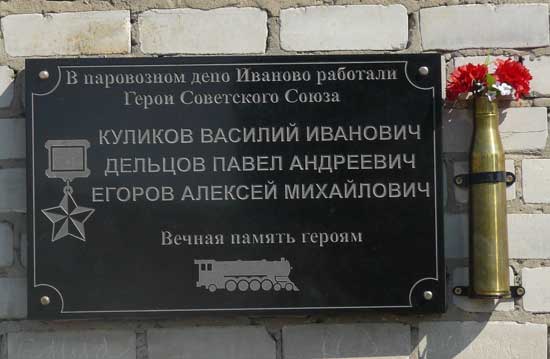 В паровозном депо Иваново работали
Герои Советского Союза
КУЛИКОВ ВАСИЛИЙ ИВАНОВИЧ
ДЕЛЬЦОВ ПАВЕЛ АНДРЕЕВИЧ
ЕГОРОВ АЛЕКСЕЙ МИХАЙЛОВИЧ
Вечная память героям